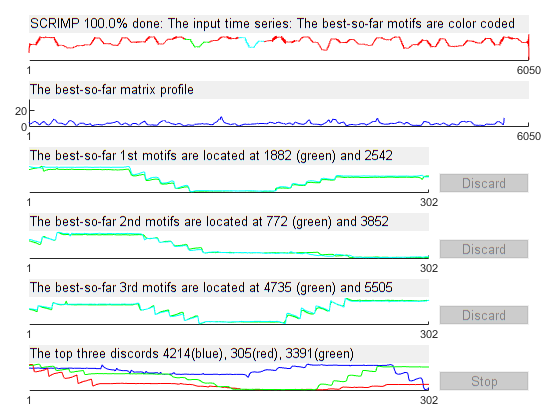 SCRIMP 100.0% done: The input time series: The best-so-far motifs are color coded
1 6050
The best-so-far matrix profile
20
0
1 6050
The best-so-far 1st motifs are located at 1882 (green) and 2542
Discard
1 302
The best-so-far 2nd motifs are located at 772 (green) and 3852
Discard
1 302
The best-so-far 3rd motifs are located at 4735 (green) and 5505
Discard
1 302
The top three discords 4214(blue), 305(red), 3391(green)
Stop
1 302